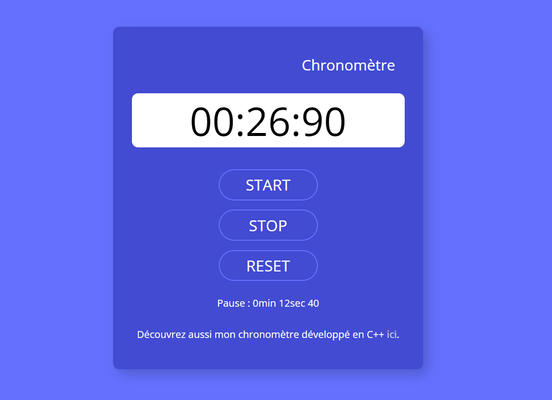 Chronomètre
00:26:90
START
STOP
RESET
Pause : 0min 12sec 40
Découvrez aussi mon chronomètre développé en C++ ici.